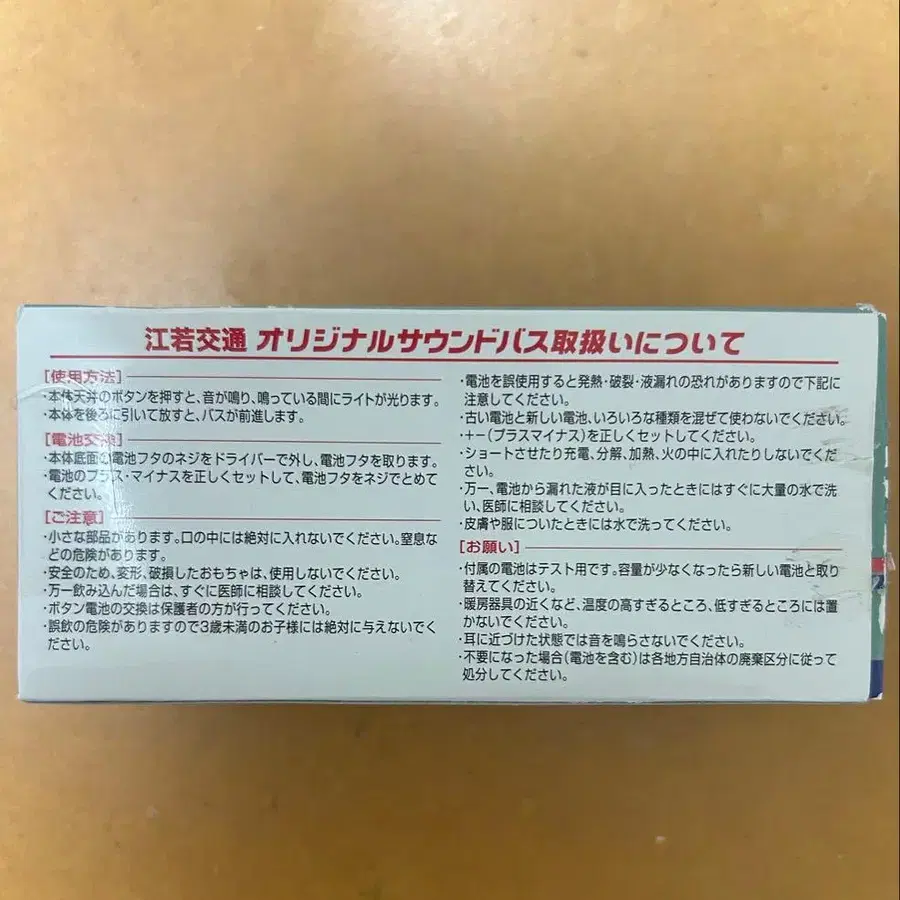 江若交通 オリジナルサウンドバス取扱いについて
[使用方法]
・本体天井のボタンを押すと、音が鳴り、鳴っている間にライトが光ります。
・本体を後ろに引いて放すと、バスが前進します。
[電池交換]
・本体底面の電池フタのネジをドライバーで外し、電池フタを取ります。
・電池のプラス・マイナスを正しくセットして、電池フタをネジでとめて
ください。
[ご注意]
・小さな部品があります。口の中には絶対に入れないでください。窒息な
どの危険があります。
・安全のため、変形、破損したおもちゃは、使用しないでください。
・万一飲み込んだ場合は、すぐに医師に相談してください。
・ボタン電池の交換は保護者の方が行ってください。
・誤飲の危険がありますので3歳未満のお子様には絶対に与えないでく
ださい。
・電池を誤使用すると発熱・破裂・液漏れの恐れがありますので下記に
注意してください。
・古い電池と新しい電池、いろいろな種類を混ぜて使わないでください。
・+−(プラスマイナス)を正しくセットしてください。
・ショートさせたり充電、分解、加熱、火の中に入れたりしないでくだ
さい。
・万一、電池から漏れた液が目に入ったときにはすぐに大量の水で洗
い、医師に相談してください。
・皮膚や服についたときには水で洗ってください。
[お願い]
・付属の電池はテスト用です。容量が少なくなったら新しい電池と取り
替えてください。
・暖房器具の近くなど、温度の高すぎるところ、低すぎるところには置
かないでください。
・耳に近づけた状態では音を鳴らさないでください。
・不要になった場合(電池を含む)は各地方自治体の廃棄区分に従って
処分してください。